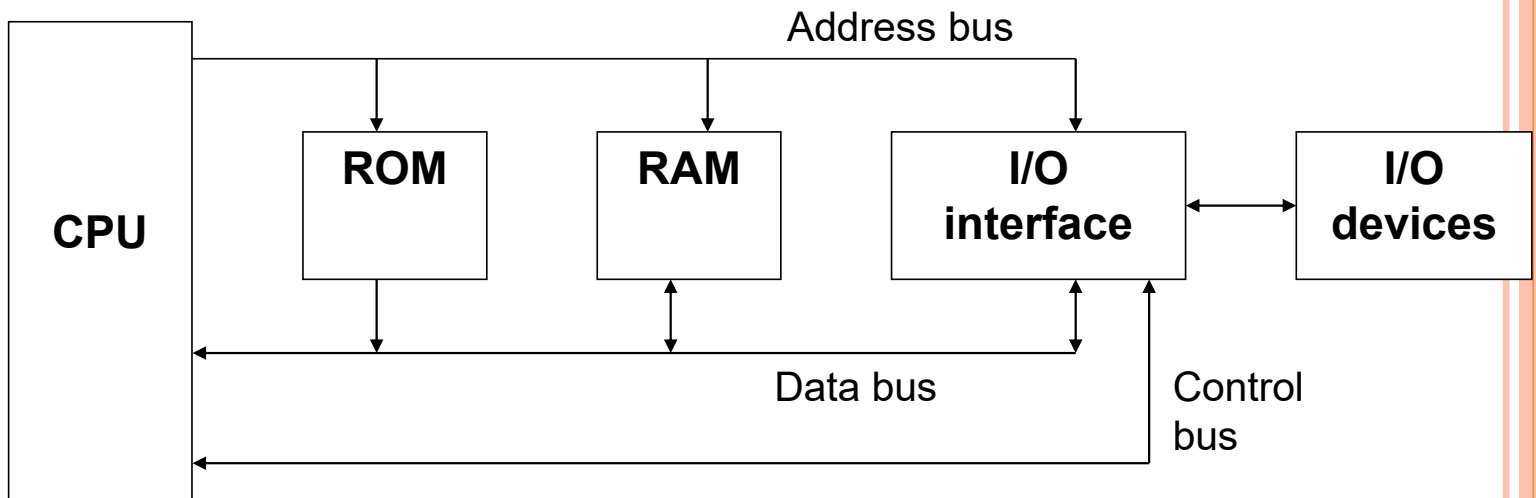 Address bus
CPU
ROM
RAM
I/O
interface
I/O
devices
Data bus
Control
bus